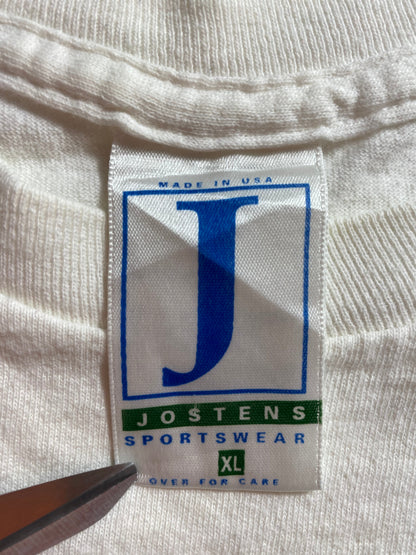 MADE IN USA
J
JOSTENS
SPORTSWEAR
XL
OVER FOR CARE